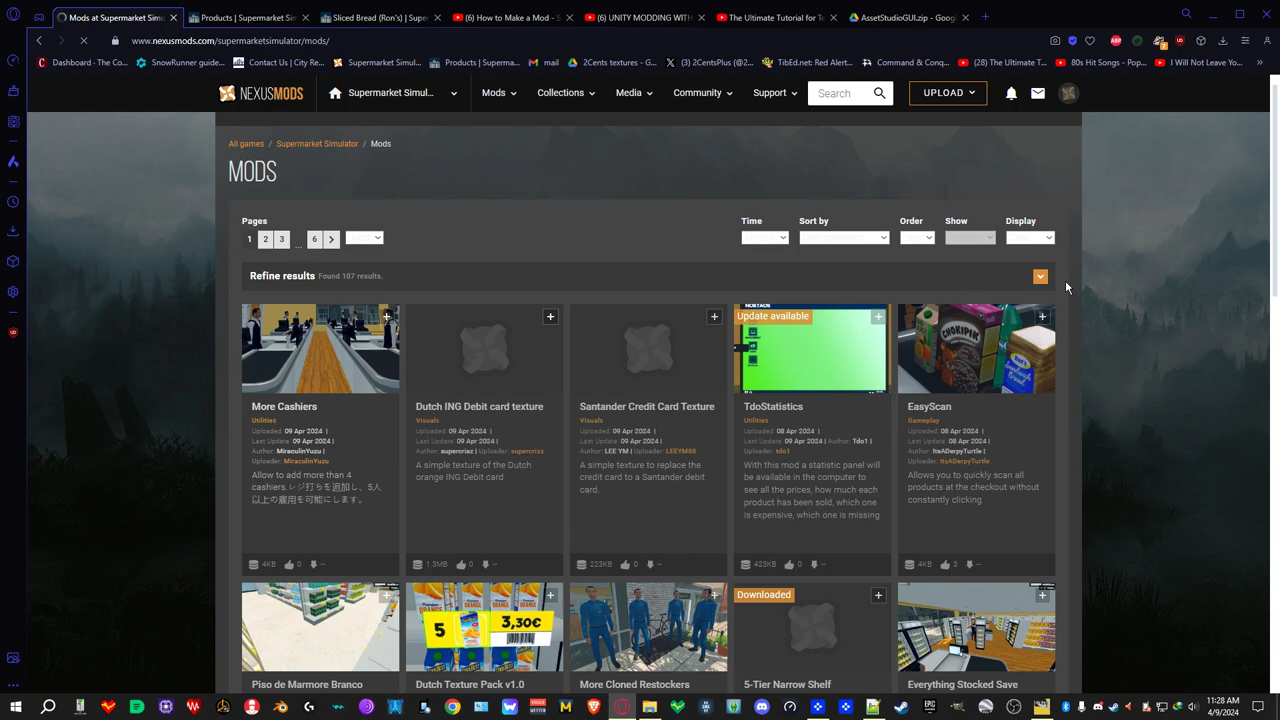 Supermarket Sim
Products | Supermarket Sim
Sliced Bread (Ron's) | Super
(6) How to Make a Mod - S
(6) UNITY MODDING WITH
The Ultimate Tutorial for Te
AssetStudioGUI.zip - Goog
www.nexusmods.com/supermarketsimulator/mods/
Dashboard · The Co...
SnowRunner guide...
Contact Us | City Re...
Products | Superma...
mail
2Cents textures - G...
(3) 2CentsPlus (@2...
TibEd.net: Red Alert...
Command & Conqu...
(28) The Ultimate T...
80s Hit Songs - Pop...
I Will Not Leave Yo...
NEXUSMODS
Supermarket Simul...
Mods
Collections
Media
Community
Support
Search
UPLOAD
All games / Supermarket Simulator / Mods
MODS
Pages
Time
Sort by
Order
Show
Display
1 2 3 ... 6
Refine results Found 107 results.
More Cashiers
Utilities
Uploaded: 09 Apr 2024 |
Last Update: 09 Apr 2024 |
Author: MiraculinYuzu |
Uploader: MiraculinYuzu
Allow to add more than 4
cashiers.レジ打ちを追加し、5人
以上の雇用を可能にします。
4KB 0 --
Dutch ING Debit card texture
Visuals
Uploaded: 09 Apr 2024 |
Last Update: 09 Apr 2024 |
Author: supercrisz | Uploader: supercrisz
A simple texture of the Dutch
orange ING Debit card
1.3MB 0 --
Santander Credit Card Texture
Visuals
Uploaded: 09 Apr 2024 |
Last Update: 09 Apr 2024 |
Author: LEE YM | Uploader: LEEYM88
A simple texture to replace the
credit card to a Santander debit
card.
223KB 0 --
Update available
TdoStatistics
Utilities
Uploaded: 08 Apr 2024 |
Last Update: 09 Apr 2024 | Author: Tdo1 |
Uploader: tdo1
With this mod a statistic panel will
be available in the computer to
see all the prices, how much each
product has been sold, which one
is expensive, which one is missing
423KB 0 --
EasyScan
Gameplay
Uploaded: 08 Apr 2024 |
Last Update: 08 Apr 2024 |
Author: ItsADerpyTurtle |
Uploader: ItsADerpyTurtle
Allows you to quickly scan all
products at the checkout without
constantly clicking
4KB 3 --
5 3,30€
Downloaded
Piso de Marmore Branco
Dutch Texture Pack v1.0
More Cloned Restockers
5-Tier Narrow Shelf
Everything Stocked Save
11:28 AM
4/9/2024